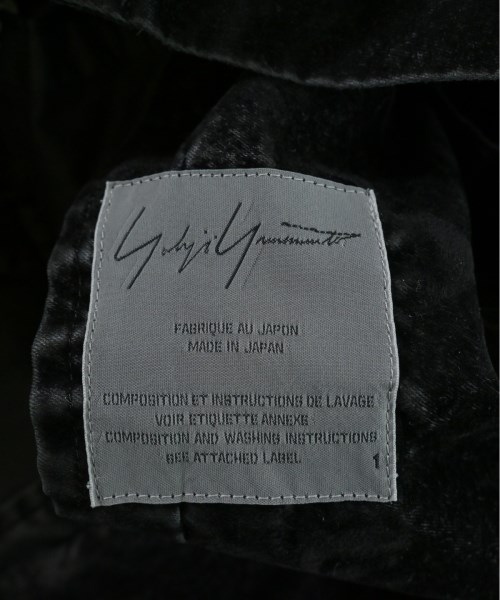 Yohji Yamamoto
FABRIQUE AU JAPON
MADE IN JAPAN
COMPOSITION ET INSTRUCTIONS DE LAVAGE
VOIR ETIQUETTE ANNEXE
COMPOSITION AND WASHING INSTRUCTIONS
SEE ATTACHED LABEL 1